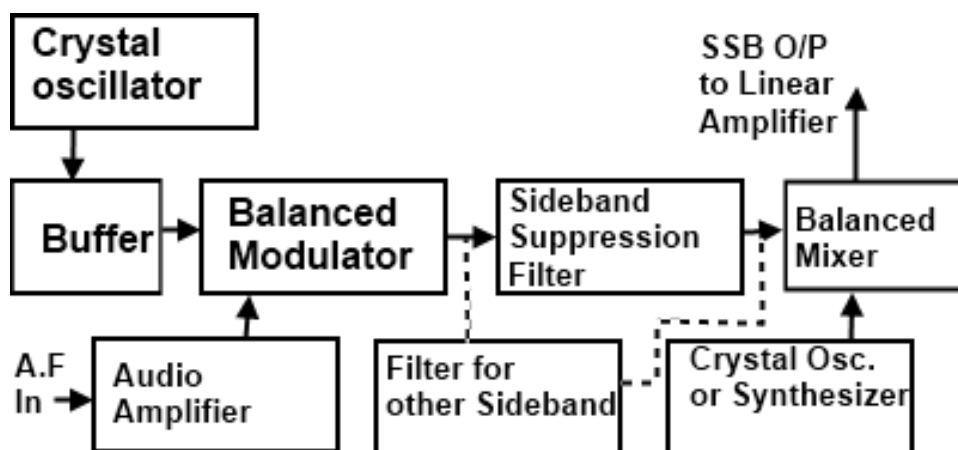 Crystal
oscillator
SSB O/P
to Linear
Amplifier
Buffer
Balanced
Modulator
Sideband
Suppression
Filter
Balanced
Mixer
A.F
In
Audio
Amplifier
Filter for
other Sideband
Crystal Osc.
or Synthesizer